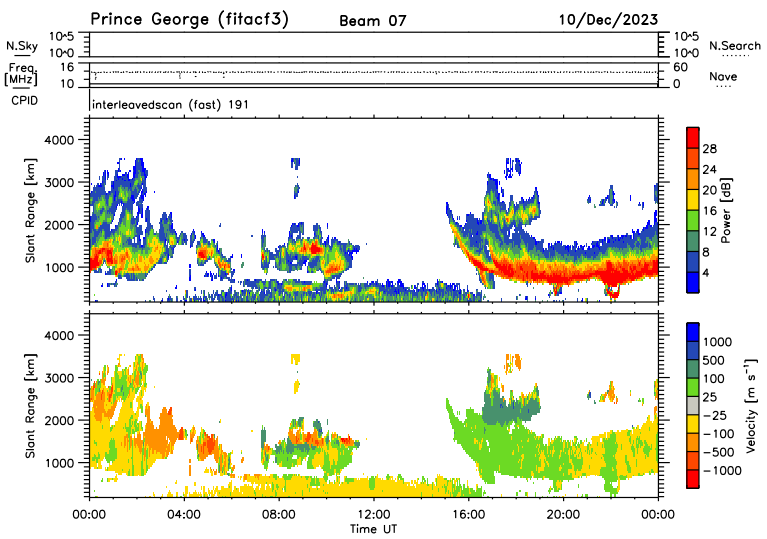 Prince George (fitacf3) Beam 07 10/Dec/2023
N.Sky 10^5 10^0 10^5 10^0 N.Search
Freq [MHz] 16 10 60 0 Nave
CPID interleavedscan (fast) 191
Slant Range [km] 4000 3000 2000 1000
28 24 20 16 12 8 4 Power [dB]
Slant Range [km] 4000 3000 2000 1000
1000 500 100 25 −25 −100 −500 −1000 Velocity [m s⁻¹]
00:00 04:00 08:00 12:00 16:00 20:00 00:00
Time UT